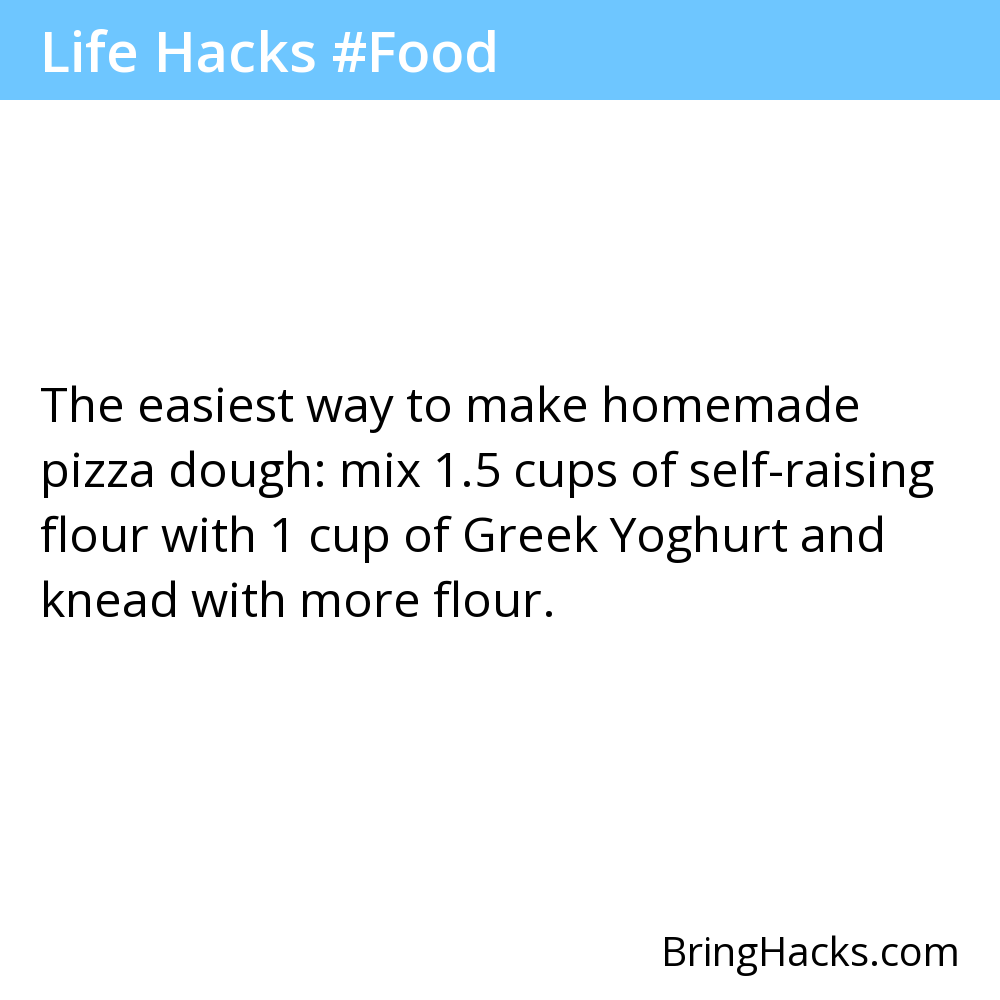 Life Hacks #Food
The easiest way to make homemade
pizza dough: mix 1.5 cups of self-raising
flour with 1 cup of Greek Yoghurt and
knead with more flour.
BringHacks.com